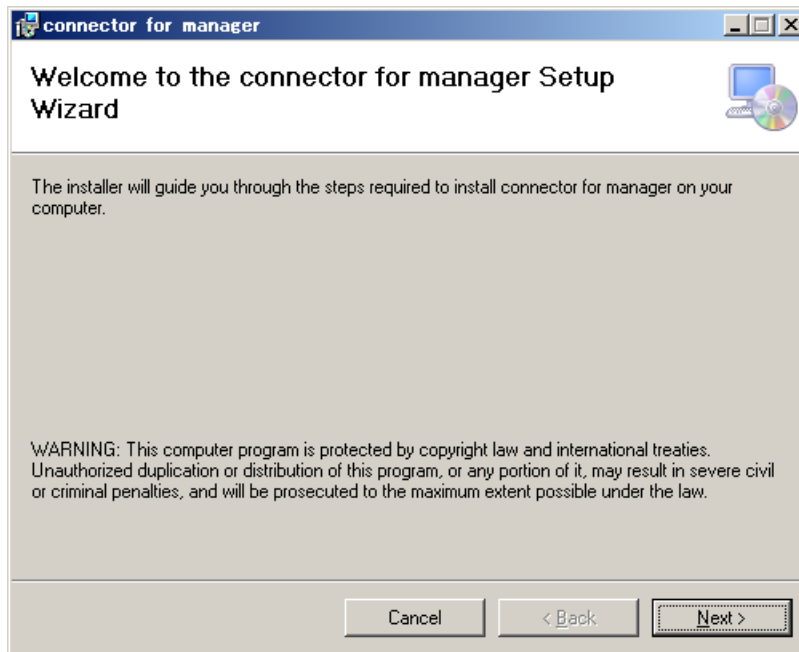 connector for manager
Welcome to the connector for manager Setup
Wizard
The installer will guide you through the steps required to install connector for manager on your
computer.
WARNING: This computer program is protected by copyright law and international treaties.
Unauthorized duplication or distribution of this program, or any portion of it, may result in severe civil
or criminal penalties, and will be prosecuted to the maximum extent possible under the law.
Cancel < Back Next >